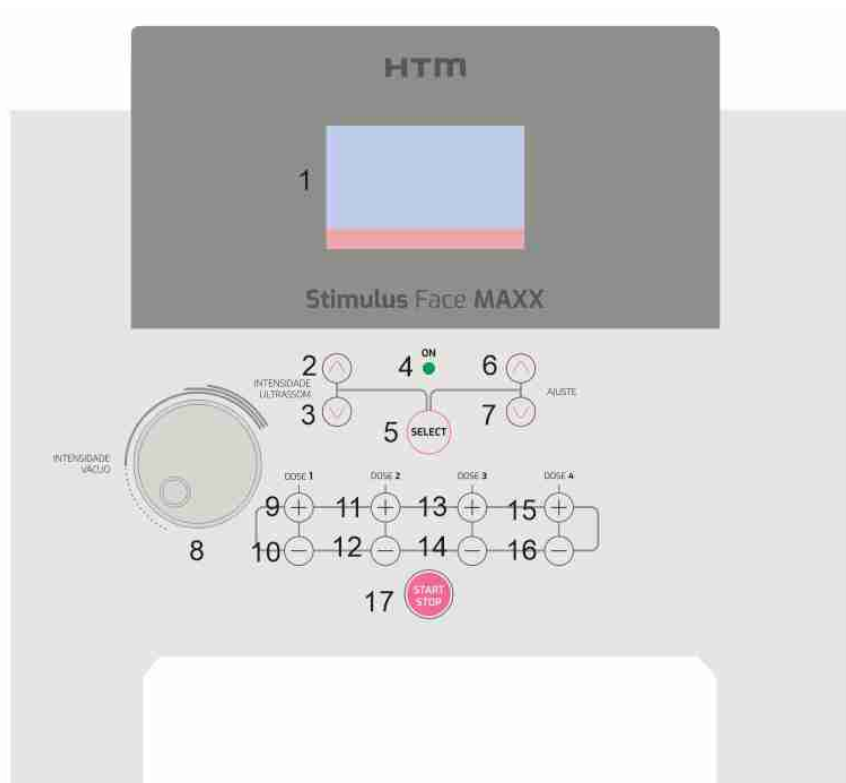 HTM
1
Stimulus Face MAXX
2
INTENSIDADE
ULTRASSOM
3
4
ON
5
SELECT
6
AJUSTE
7
INTENSIDADE
VÁCUO
8
DOSE 1
DOSE 2
DOSE 3
DOSE 4
9 + 11 + 13 + 15 +
10 − 12 − 14 − 16 −
17
START
STOP